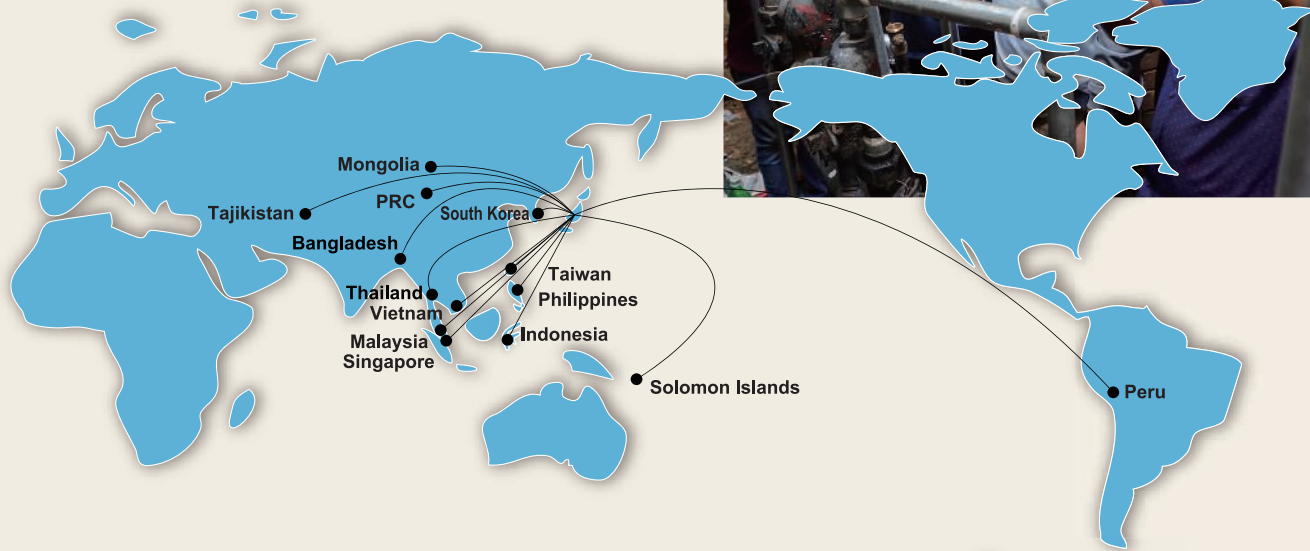 Mongolia
PRC
Tajikistan
South Korea
Bangladesh
Taiwan
Thailand
Philippines
Vietnam
Indonesia
Malaysia
Singapore
Solomon Islands
Peru